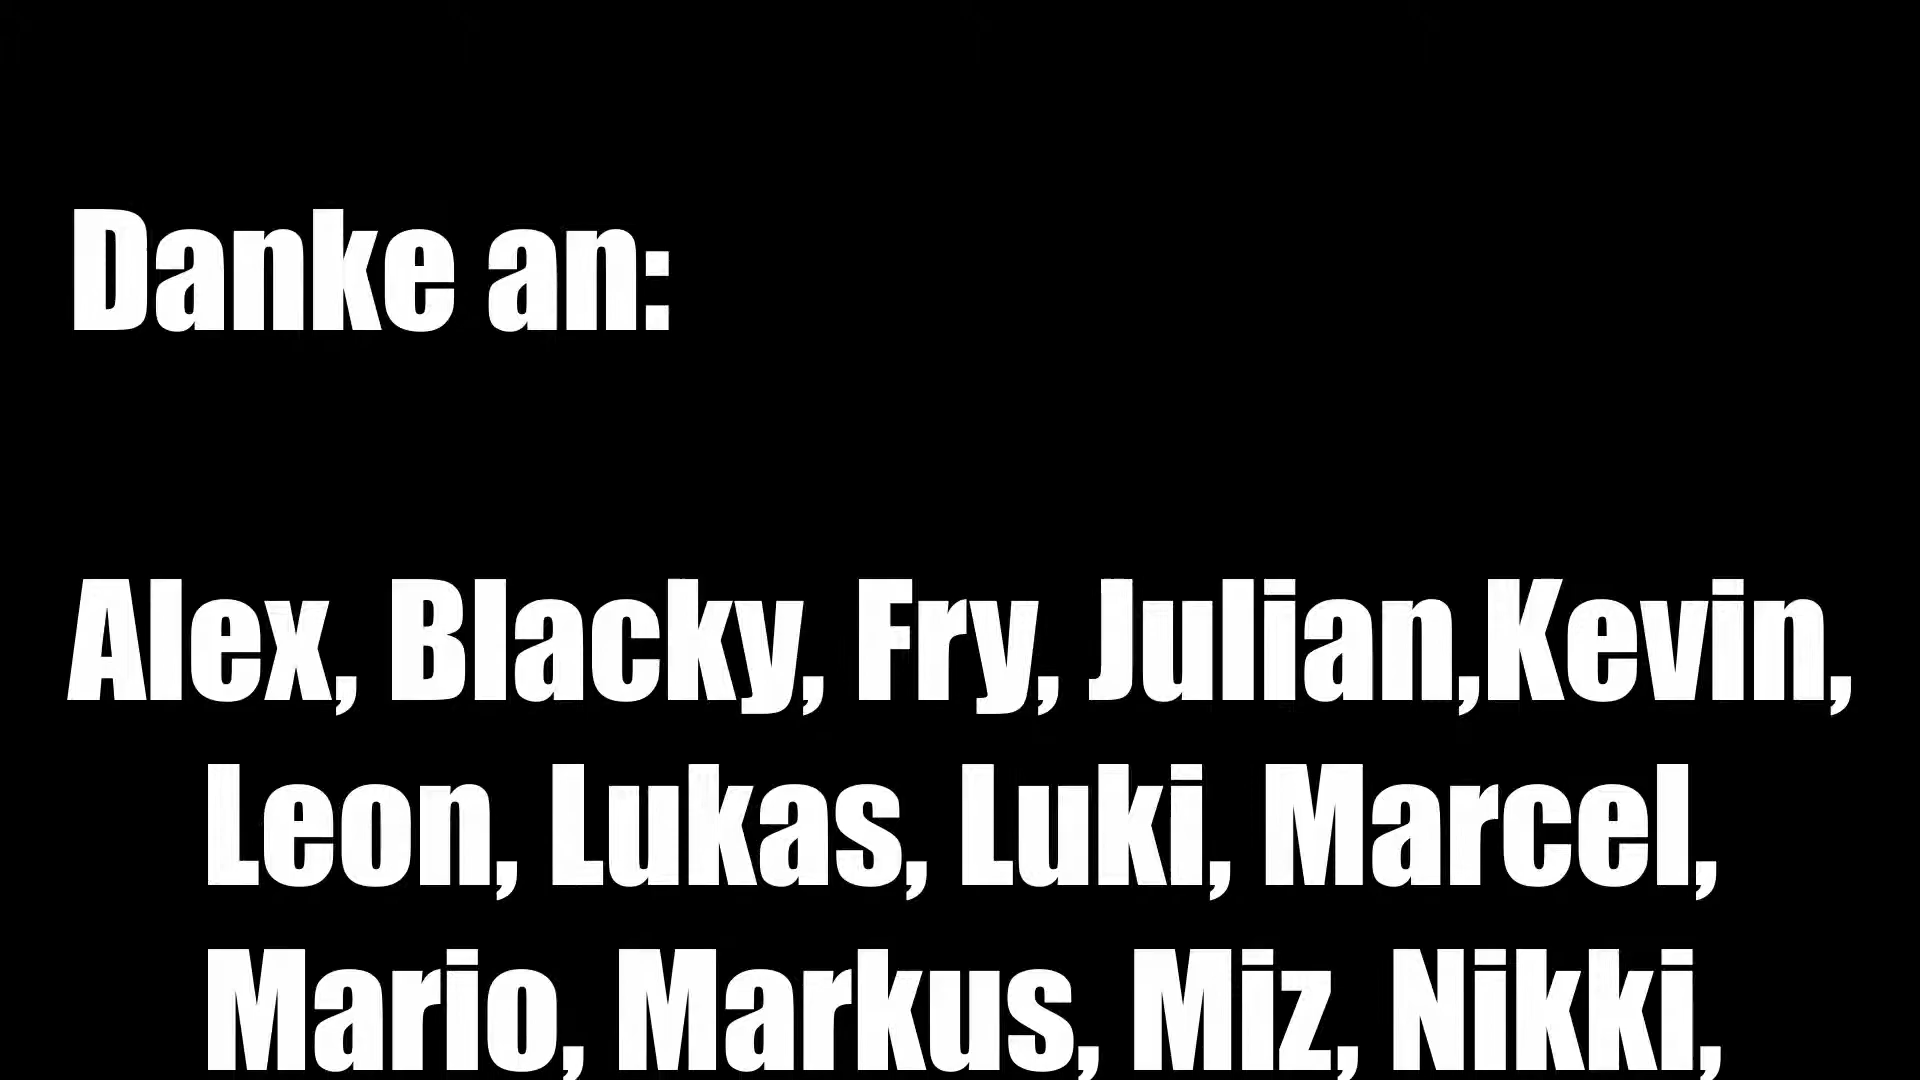 Danke an:
Alex, Blacky, Fry, Julian,Kevin,
Leon, Lukas, Luki, Marcel,
Mario, Markus, Miz, Nikki,